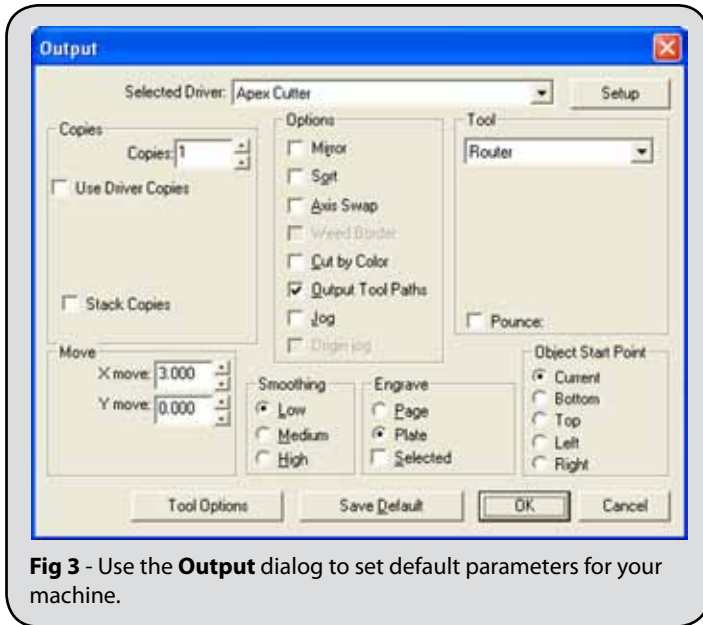 Output
Selected Driver: Apex Cutter
Setup
Copies
Copies: 1
Use Driver Copies
Stack Copies
Options
Mirror
Sort
Axis Swap
Weed Border
Cut by Color
Output Tool Paths
Jog
Origin jog
Tool
Router
Pounce:
Move
X move: 3.000
Y move: 0.000
Smoothing
Low
Medium
High
Engrave
Page
Plate
Selected
Object Start Point
Current
Bottom
Top
Left
Right
Tool Options
Save Default
OK
Cancel
Fig 3 - Use the Output dialog to set default parameters for your
machine.